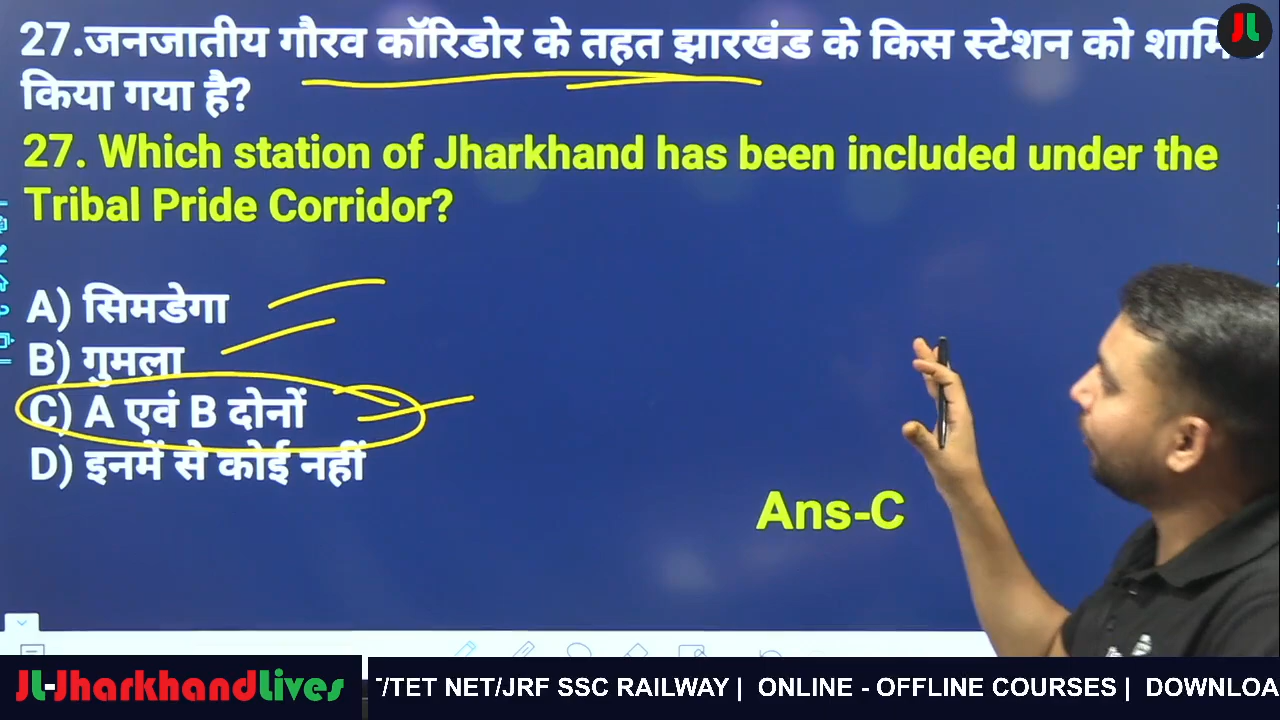 27.जनजातीय गौरव कॉरिडोर के तहत झारखंड के किस स्टेशन को
किया गया है?
27. Which station of Jharkhand has been included under the
Tribal Pride Corridor?
A) सिमडेगा
B) गुमला
C) A एवं B दोनों
D) इनमें से कोई नहीं
Ans-C
JL
JL-JharkhandLives
/TET NET/JRF SSC RAILWAY | ONLINE - OFFLINE COURSES |